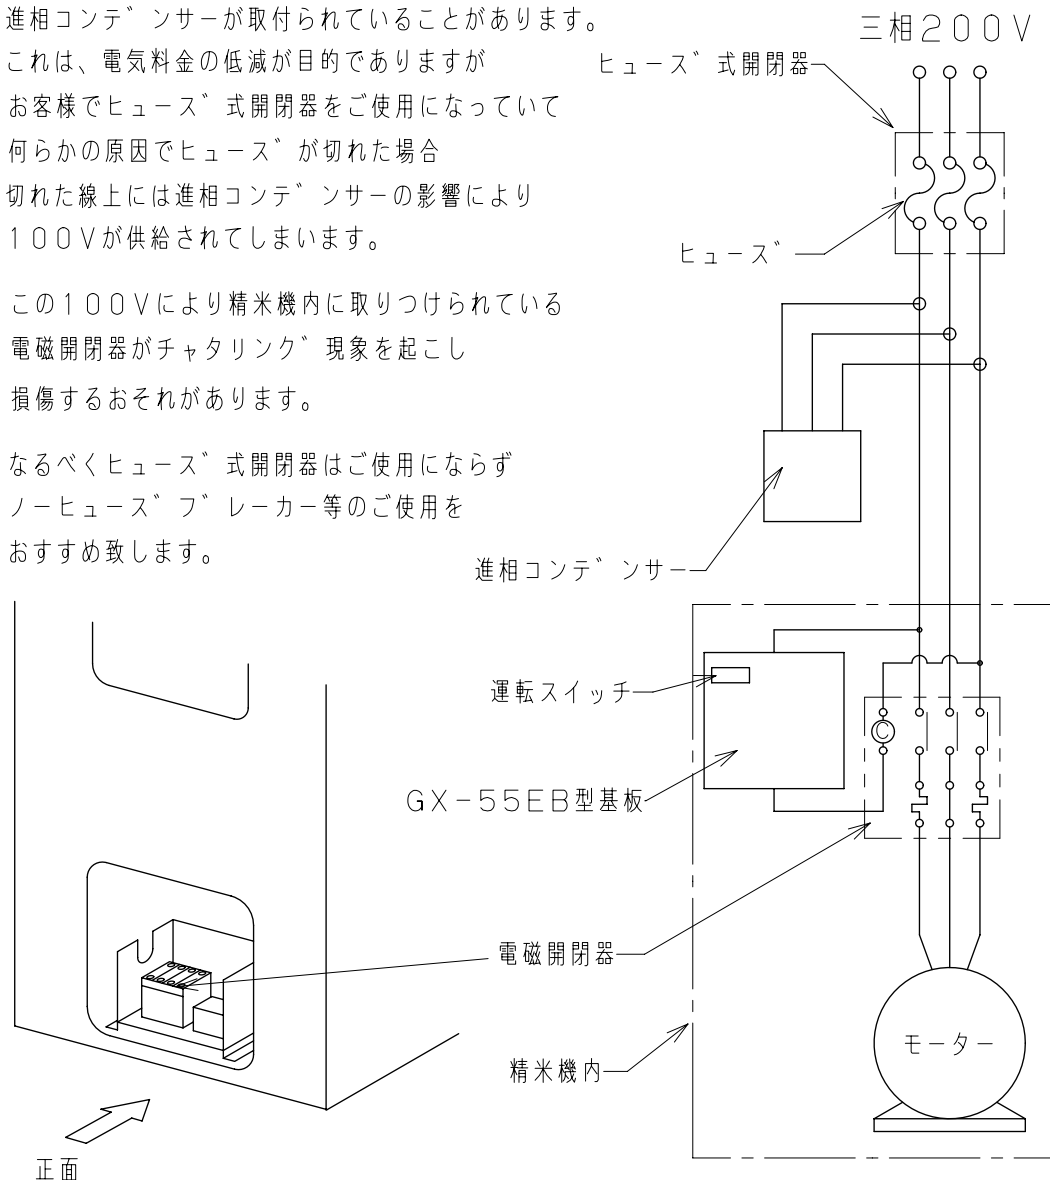 進相コンデンサーが取付られていることがあります。
これは、電気料金の低減が目的でありますが
お客様でヒューズ式開閉器をご使用になっていて
何らかの原因でヒューズが切れた場合
切れた線上には進相コンデンサーの影響により
100Vが供給されてしまいます。
この100Vにより精米機内に取りつけられている
電磁開閉器がチャタリング現象を起こし
損傷するおそれがあります。
なるべくヒューズ式開閉器はご使用にならず
ノーヒューズブレーカー等のご使用を
おすすめ致します。
三相200V
ヒューズ式開閉器
ヒューズ
進相コンデンサー
運転スイッチ
C
GX-55EB型基板
電磁開閉器
モーター
精米機内
正面